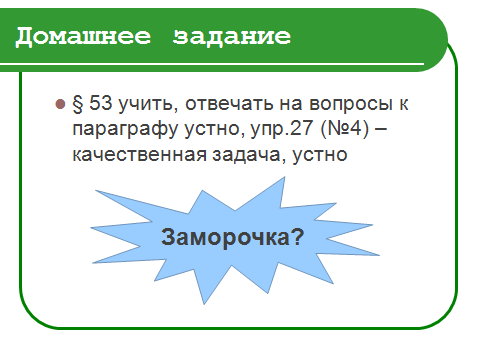 Домашнее задание
• § 53 учить, отвечать на вопросы к
параграфу устно, упр.27 (№4) –
качественная задача, устно
Заморочка?